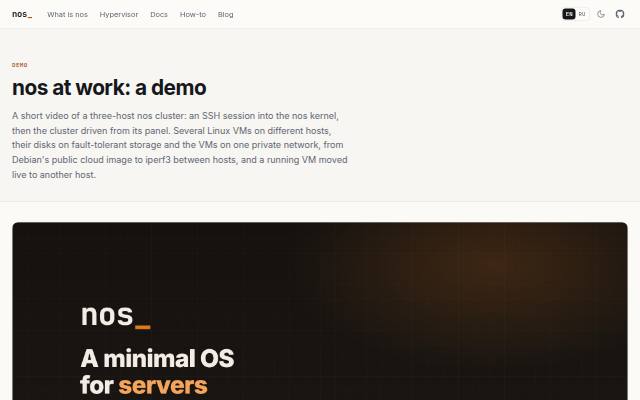 nos_ What is nos Hypervisor Docs How-to Blog EN RU
DEMO
nos at work: a demo
A short video of a three-host nos cluster: an SSH session into the nos kernel,
then the cluster driven from its panel. Several Linux VMs on different hosts,
their disks on fault-tolerant storage and the VMs on one private network, from
Debian's public cloud image to iperf3 between hosts, and a running VM moved
live to another host.
nos_
A minimal OS
for servers